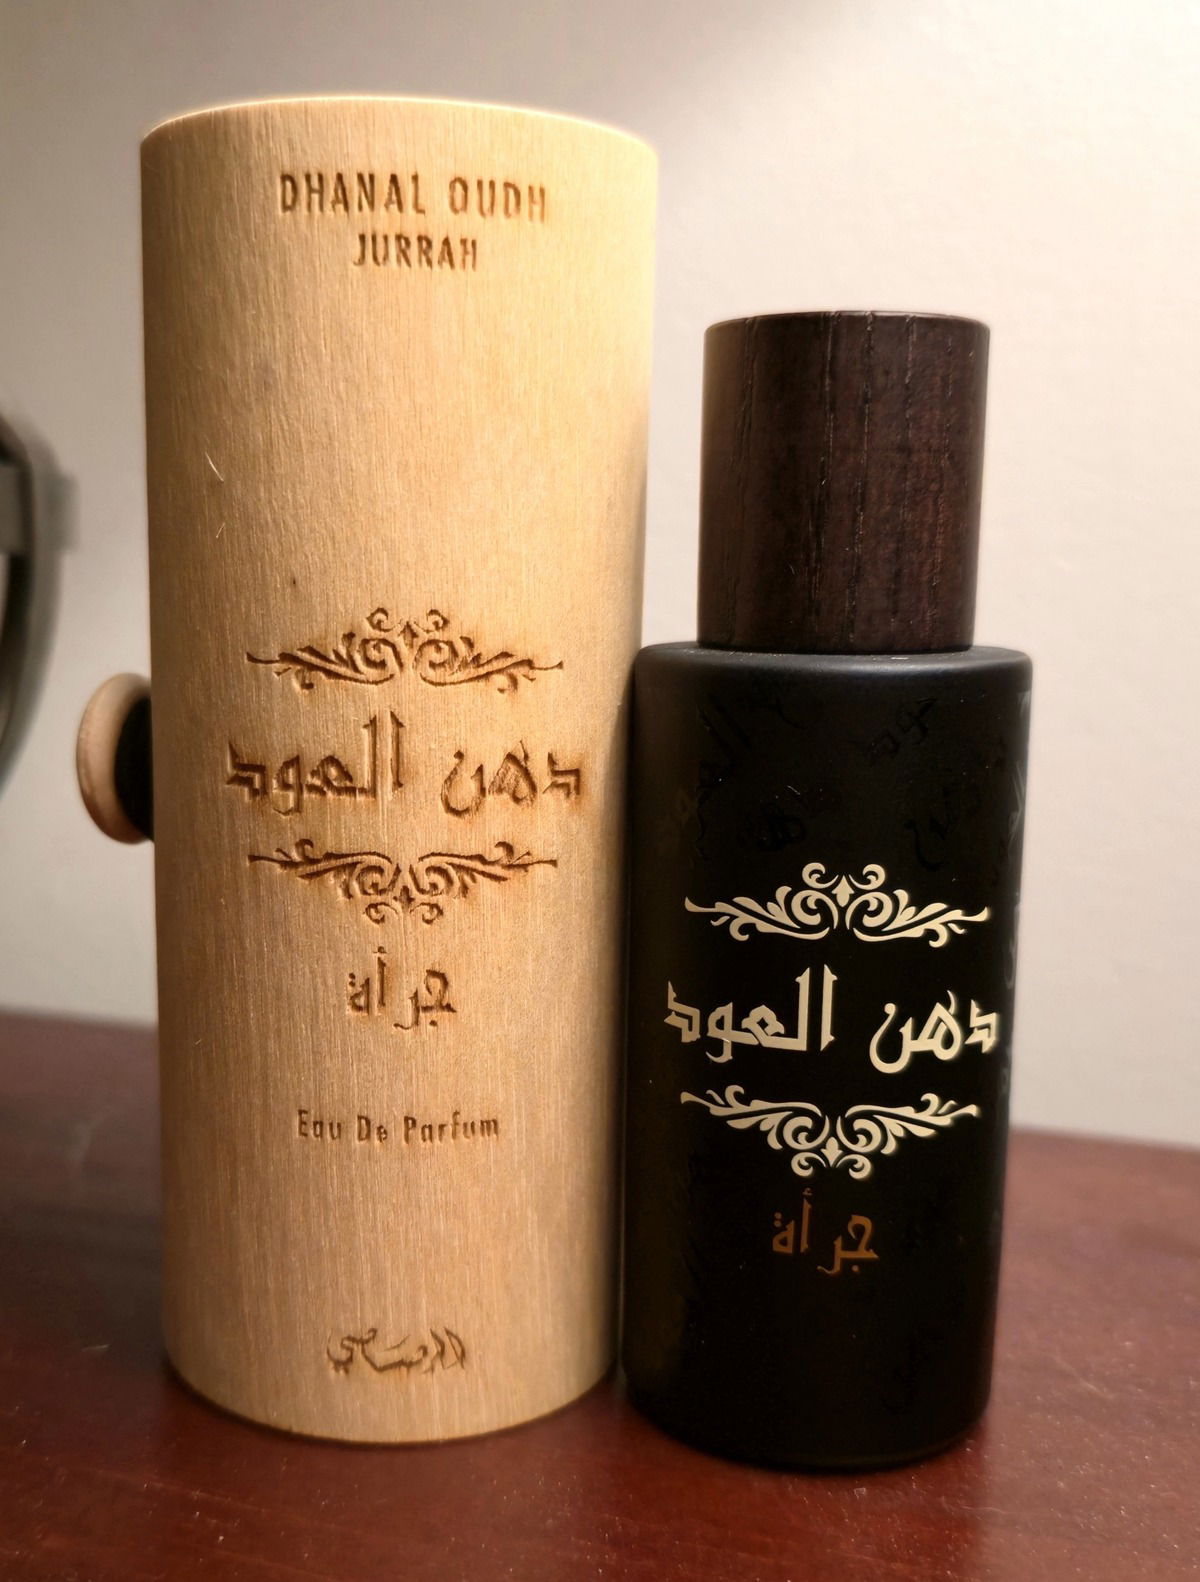 DHANAL OUDH
JURRAH
دهن العود
جرأة
Eau De Parfum
الرصاصي
دهن العود
جرأة